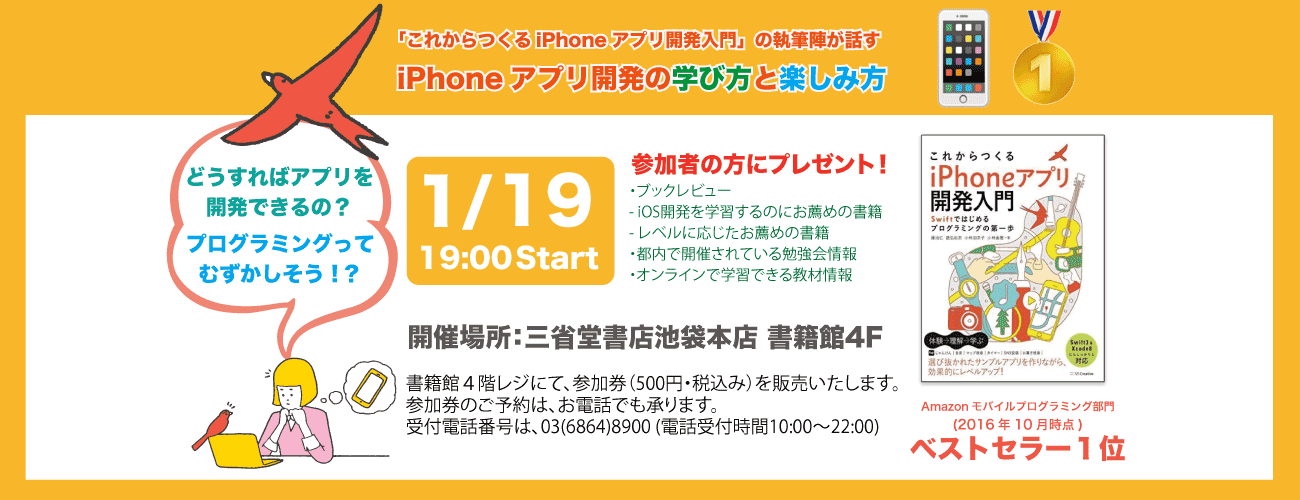 「これからつくる iPhone アプリ開発入門」の執筆陣が話す
iPhone アプリ開発の学び方と楽しみ方
1
どうすればアプリを
開発できるの？
プログラミングって
むずかしそう！？
1/19
19:00 Start
参加者の方にプレゼント！
・ブックレビュー
- iOS開発を学習するのにお薦めの書籍
- レベルに応じたお薦めの書籍
・都内で開催されている勉強会情報
・オンラインで学習できる教材情報
開催場所：三省堂書店池袋本店 書籍館4F
書籍館４階レジにて、参加券（500円・税込み）を販売いたします。
参加券のご予約は、お電話でも承ります。
受付電話番号は、03(6864)8900 (電話受付時間10:00～22:00)
これからつくる
iPhoneアプリ
開発入門
Swiftではじめる
プログラミングの第一歩
体験→理解→学ぶ
Swift3&
Xcode8
対応
選び抜かれたサンプルアプリを作りながら、
効果的にレベルアップ！
Amazon モバイルプログラミング部門
(2016 年 10 月時点)
ベストセラー１位